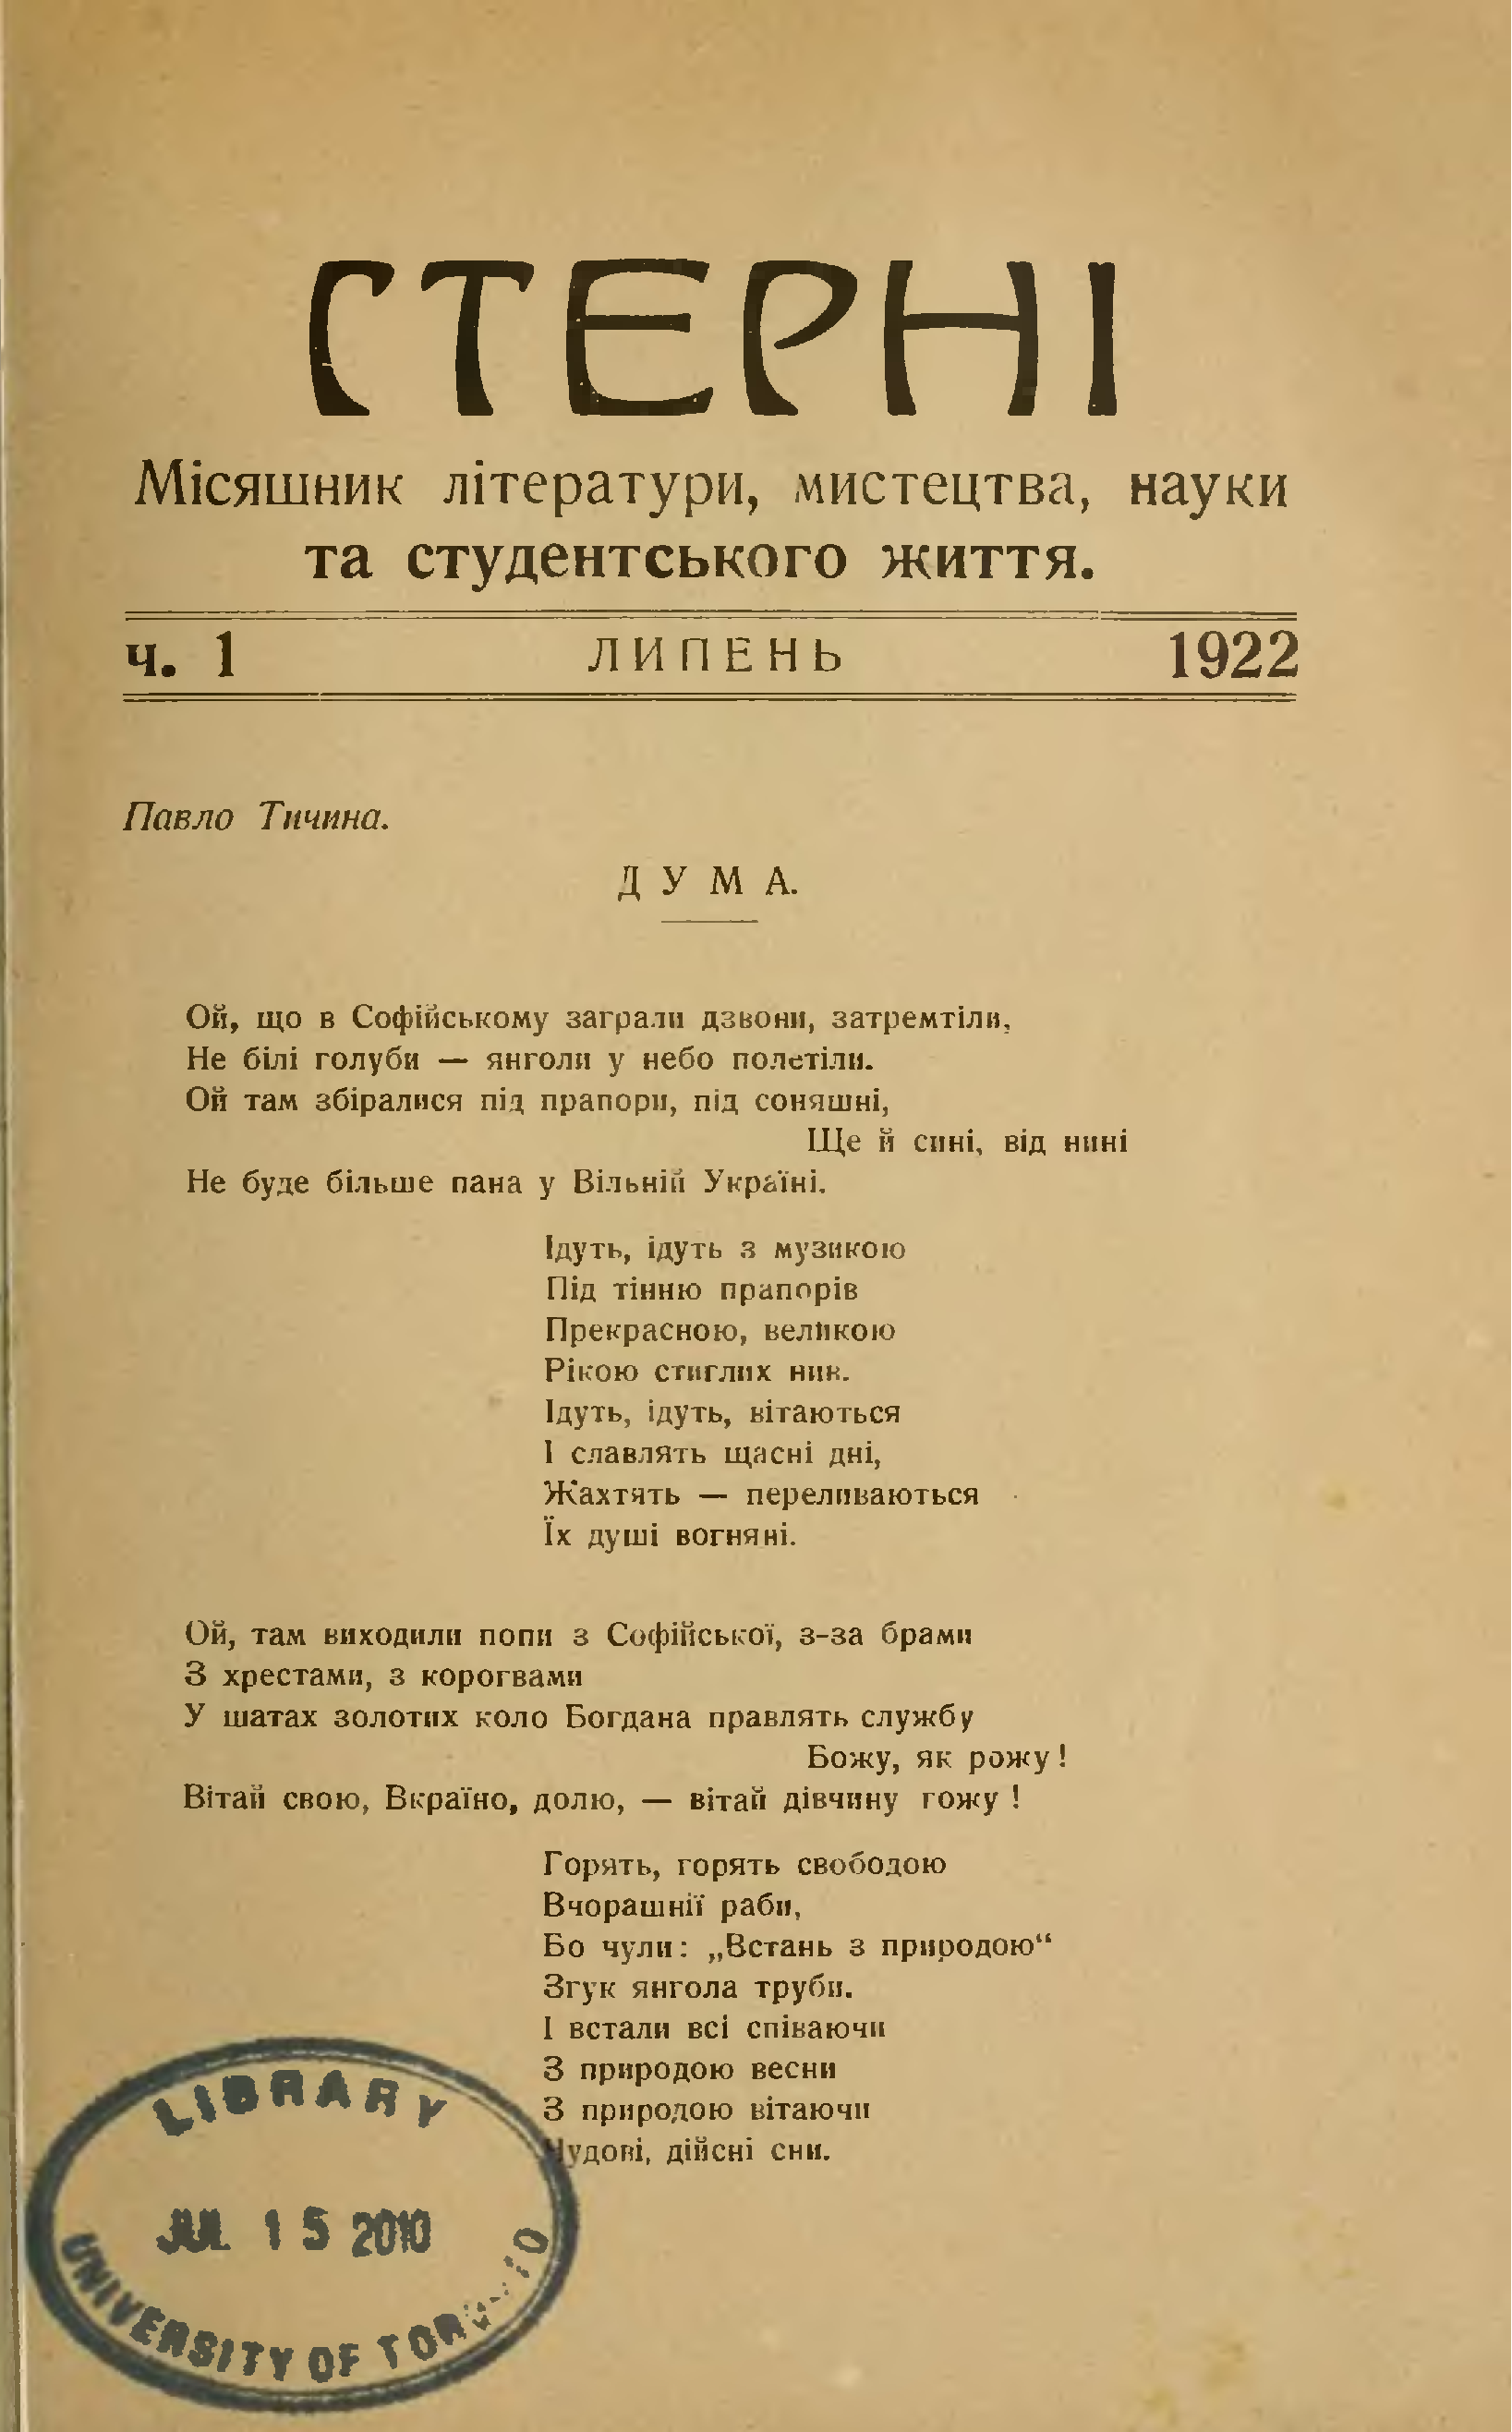 СТЕРНІ
Місяшник літератури, мистецтва, науки
та студентського життя.
ч. 1 ЛИПЕНЬ 1922
Павло Тичина.
ДУМА.
Ой, що в Софійському заграли дзвони, затремтіли,
Не білі голуби — янголи у небо полетіли.
Ой там збіралися під прапори, під соняшні,
Ще й сині, від нині
Не буде більше пана у Вільній Україні.
Ідуть, ідуть з музикою
Під тінню прапорів
Прекрасною, великою
Рікою стиглих нив.
Ідуть, ідуть, вітаються
І славлять щасні дні,
Жахтять — переливаються
Їх душі вогняні.
Ой, там виходили попи з Софійської, з-за брами
З хрестами, з корогвами
У шатах золотих коло Богдана правлять службу
Божу, як рожу!
Вітай свою, Вкраїно, долю, — вітай дівчину гожу!
Горять, горять свободою
Вчорашнії раби,
Бо чули: „Встань з природою“
Згук янгола труби.
І встали всі співаючи
З природою весни
З природою вітаючи
Чудові, дійсні сни.
LIBRARY
JUL 15 2010
UNIVERSITY OF TORONTO